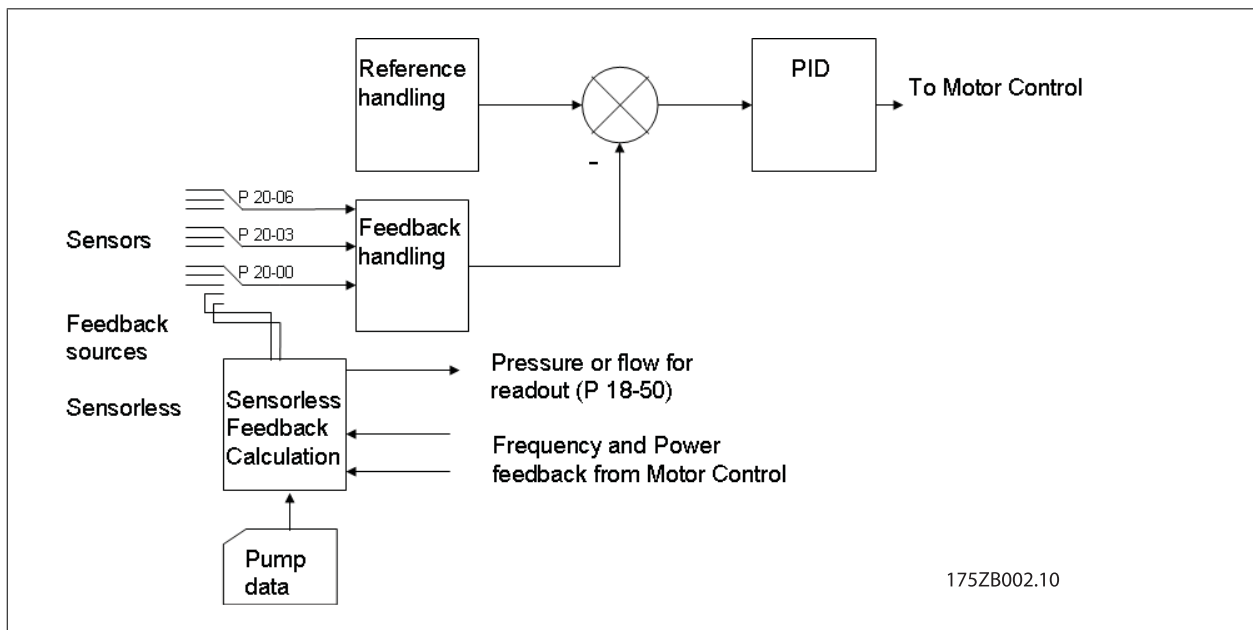 Reference
handling
PID
To Motor Control
-
P 20-06
Sensors
P 20-03
P 20-00
Feedback
handling
Feedback
sources
Sensorless
Sensorless
Feedback
Calculation
Pressure or flow for
readout (P 18-50)
Frequency and Power
feedback from Motor Control
Pump
data
175ZB002.10